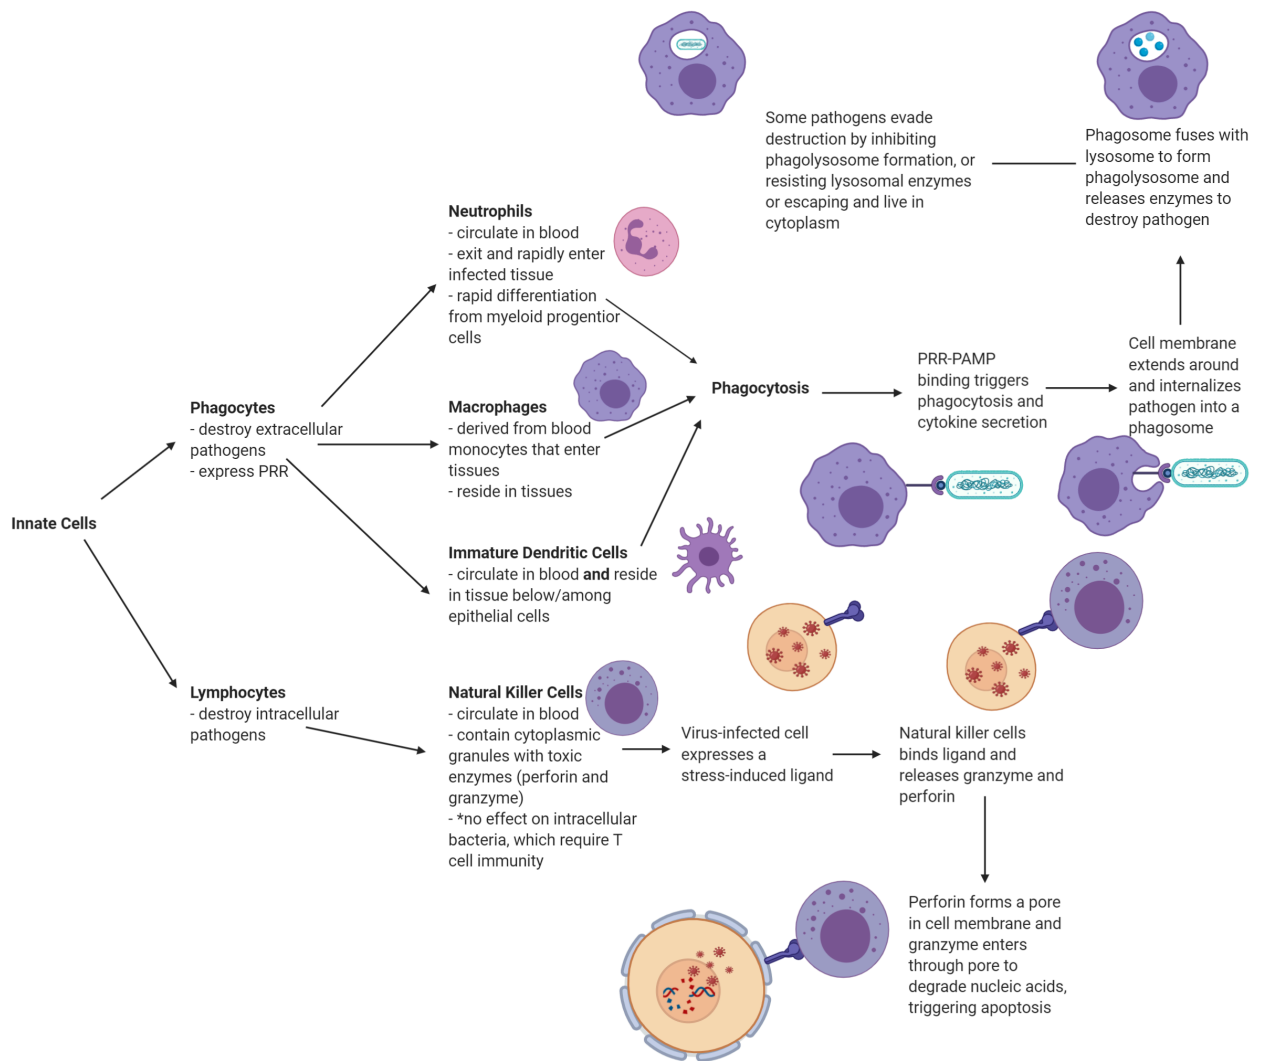 Innate Cells
Phagocytes
- destroy extracellular
pathogens
- express PRR
Lymphocytes
- destroy intracellular
pathogens
Neutrophils
- circulate in blood
- exit and rapidly enter
infected tissue
- rapid differentiation
from myeloid progentior
cells
Macrophages
- derived from blood
monocytes that enter
tissues
- reside in tissues
Immature Dendritic Cells
- circulate in blood and reside
in tissue below/among
epithelial cells
Natural Killer Cells
- circulate in blood
- contain cytoplasmic
granules with toxic
enzymes (perforin and
granzyme)
- *no effect on intracellular
bacteria, which require T
cell immunity
Phagocytosis
PRR-PAMP
binding triggers
phagocytosis and
cytokine secretion
Cell membrane
extends around
and internalizes
pathogen into a
phagosome
Phagosome fuses with
lysosome to form
phagolysosome and
releases enzymes to
destroy pathogen
Some pathogens evade
destruction by inhibiting
phagolysosome formation, or
resisting lysosomal enzymes
or escaping and live in
cytoplasm
Virus-infected cell
expresses a
stress-induced ligand
Natural killer cells
binds ligand and
releases granzyme and
perforin
Perforin forms a pore
in cell membrane and
granzyme enters
through pore to
degrade nucleic acids,
triggering apoptosis